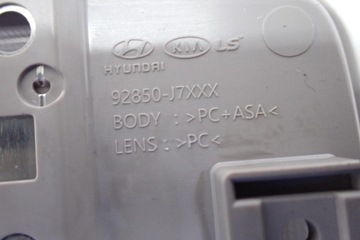 KIA LS
HYUNDAI
92850-J7XXX
BODY : >PC+ASA<
LENS : >PC<